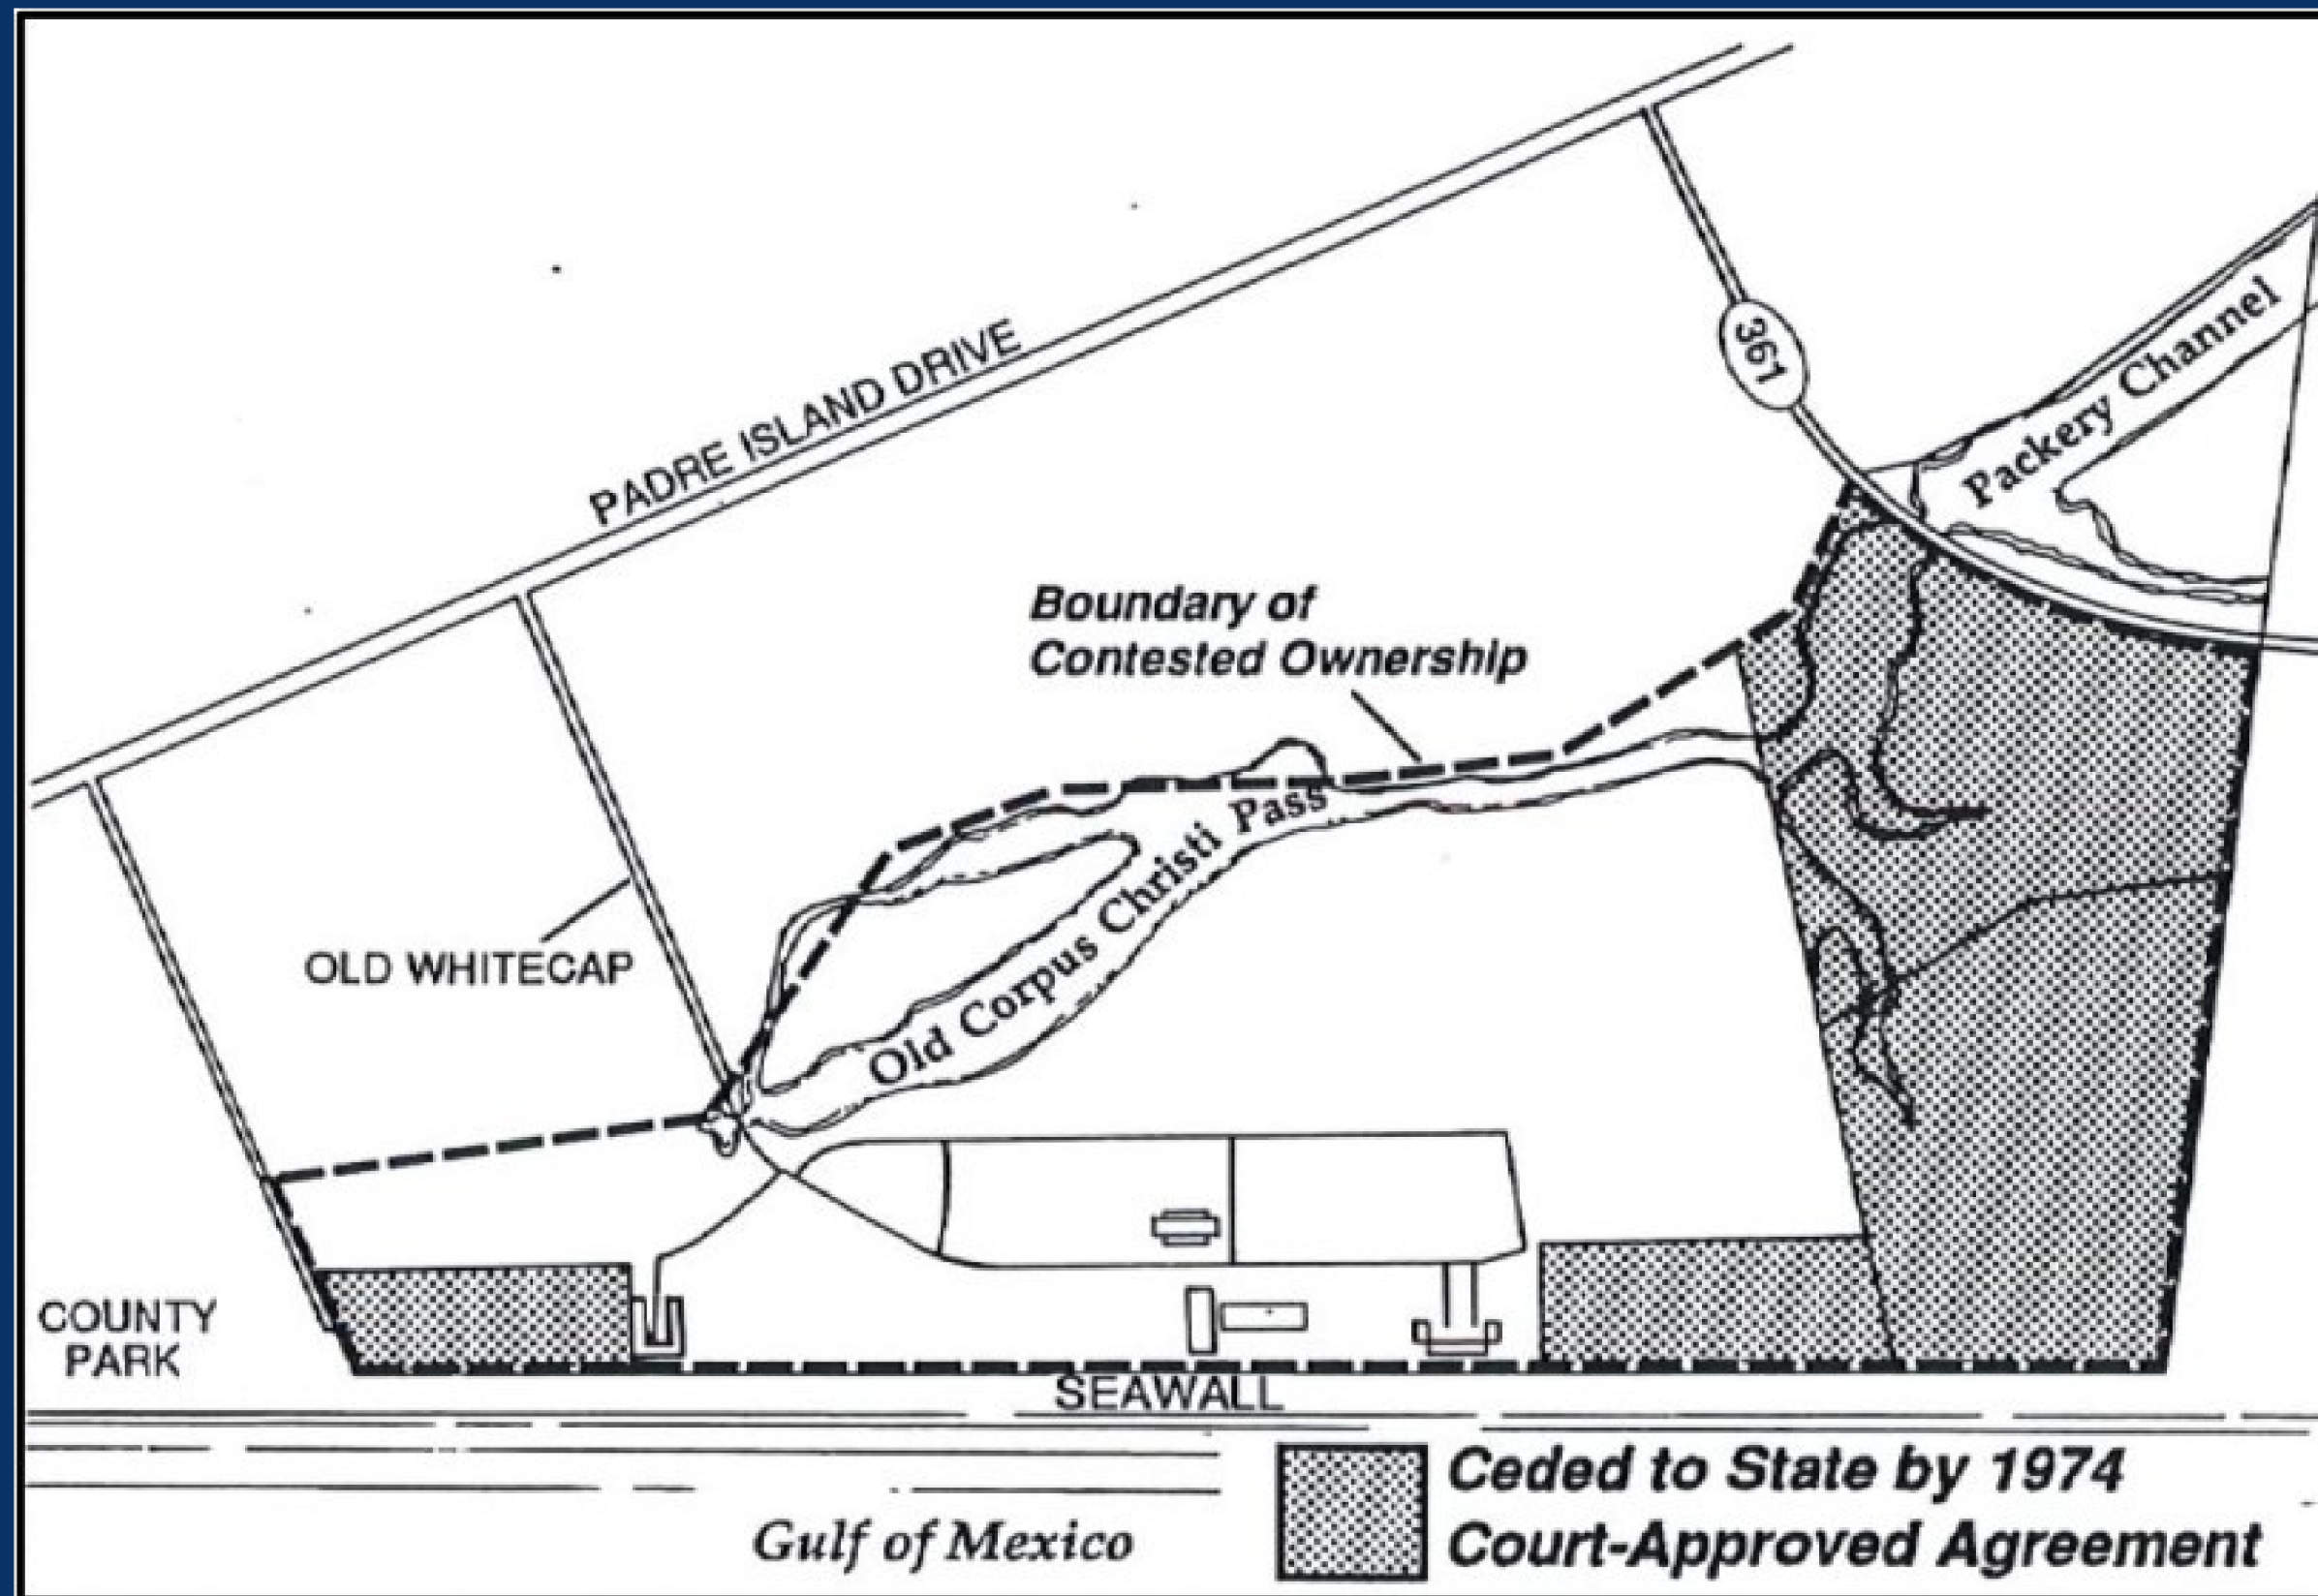 361
Packery Channel
PADRE ISLAND DRIVE
Boundary of
Contested Ownership
OLD WHITECAP
Old Corpus Christi Pass
COUNTY
PARK
SEAWALL
Gulf of Mexico
Ceded to State by 1974
Court-Approved Agreement